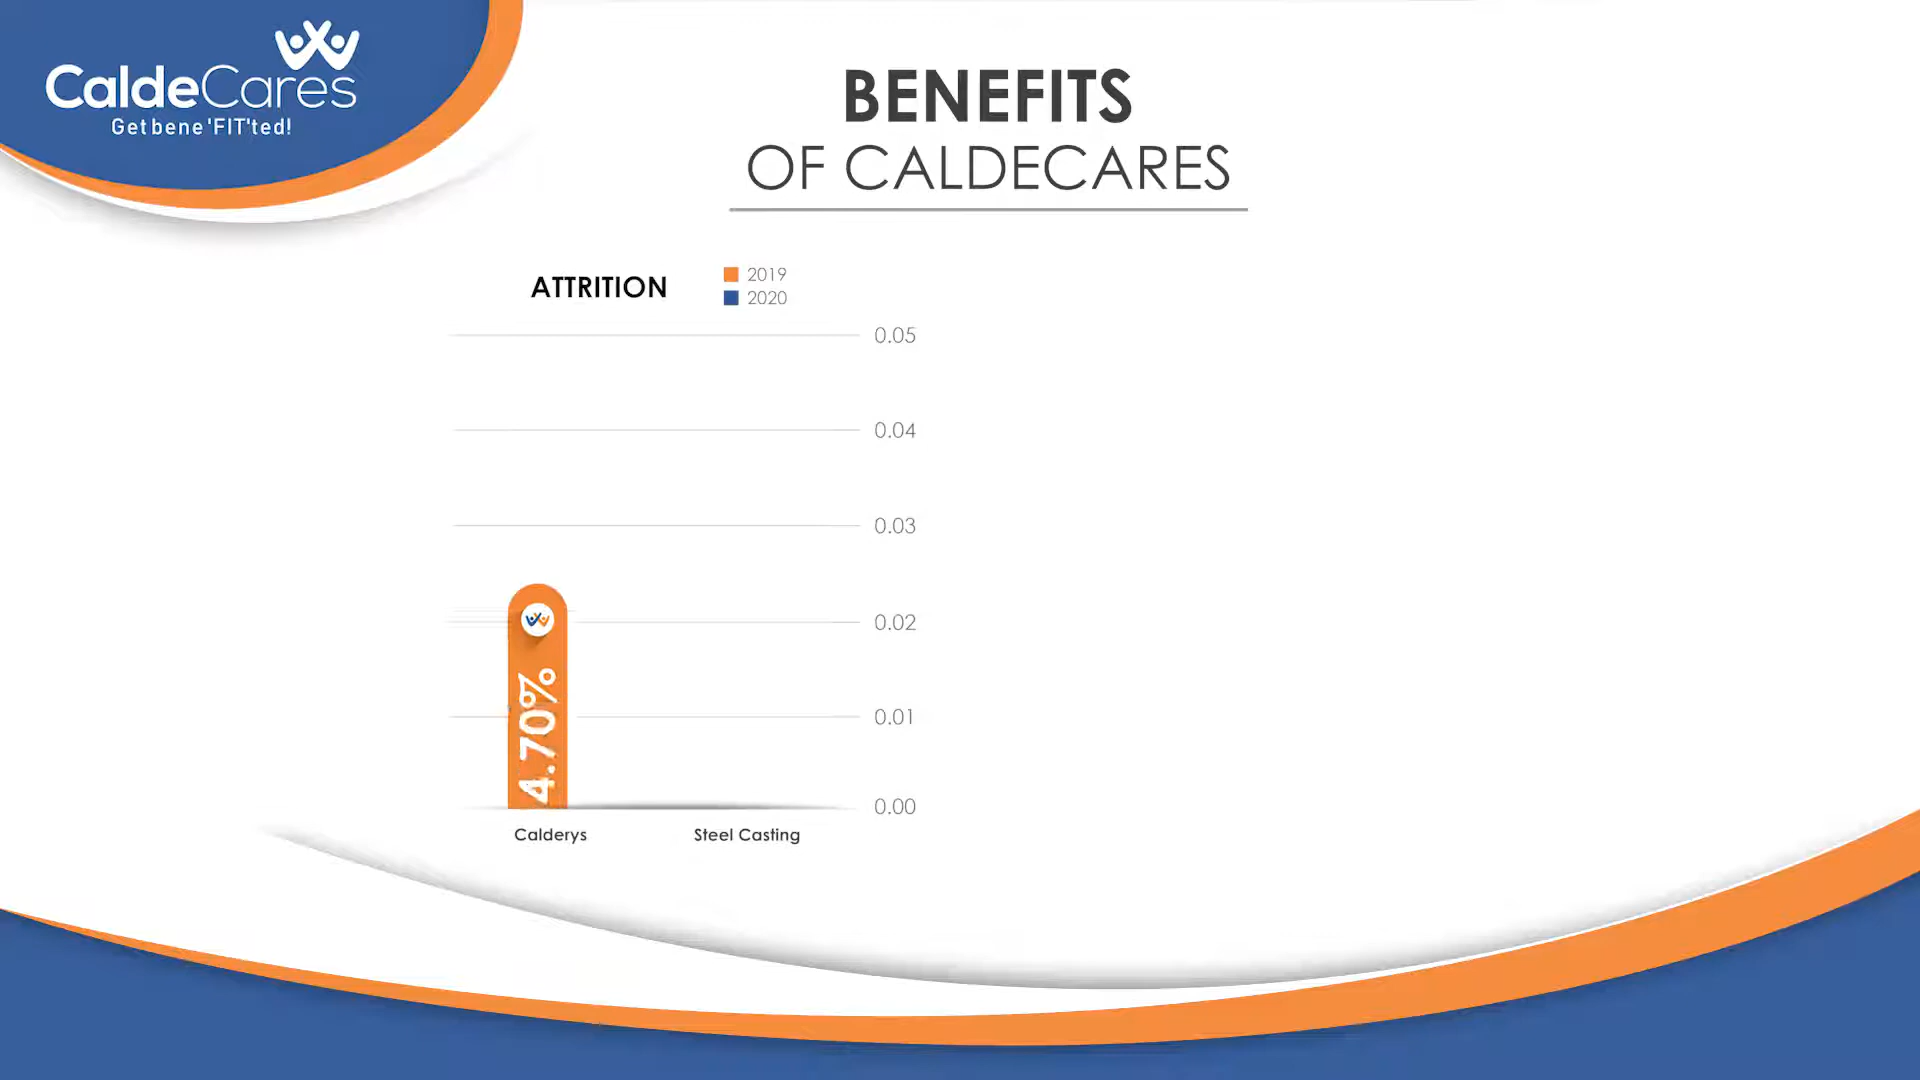 CaldeCares
Get bene 'FIT'ted!
BENEFITS
OF CALDECARES
ATTRITION
2019
2020
0.05
0.04
0.03
0.02
0.01
0.00
4.70%
Calderys
Steel Casting